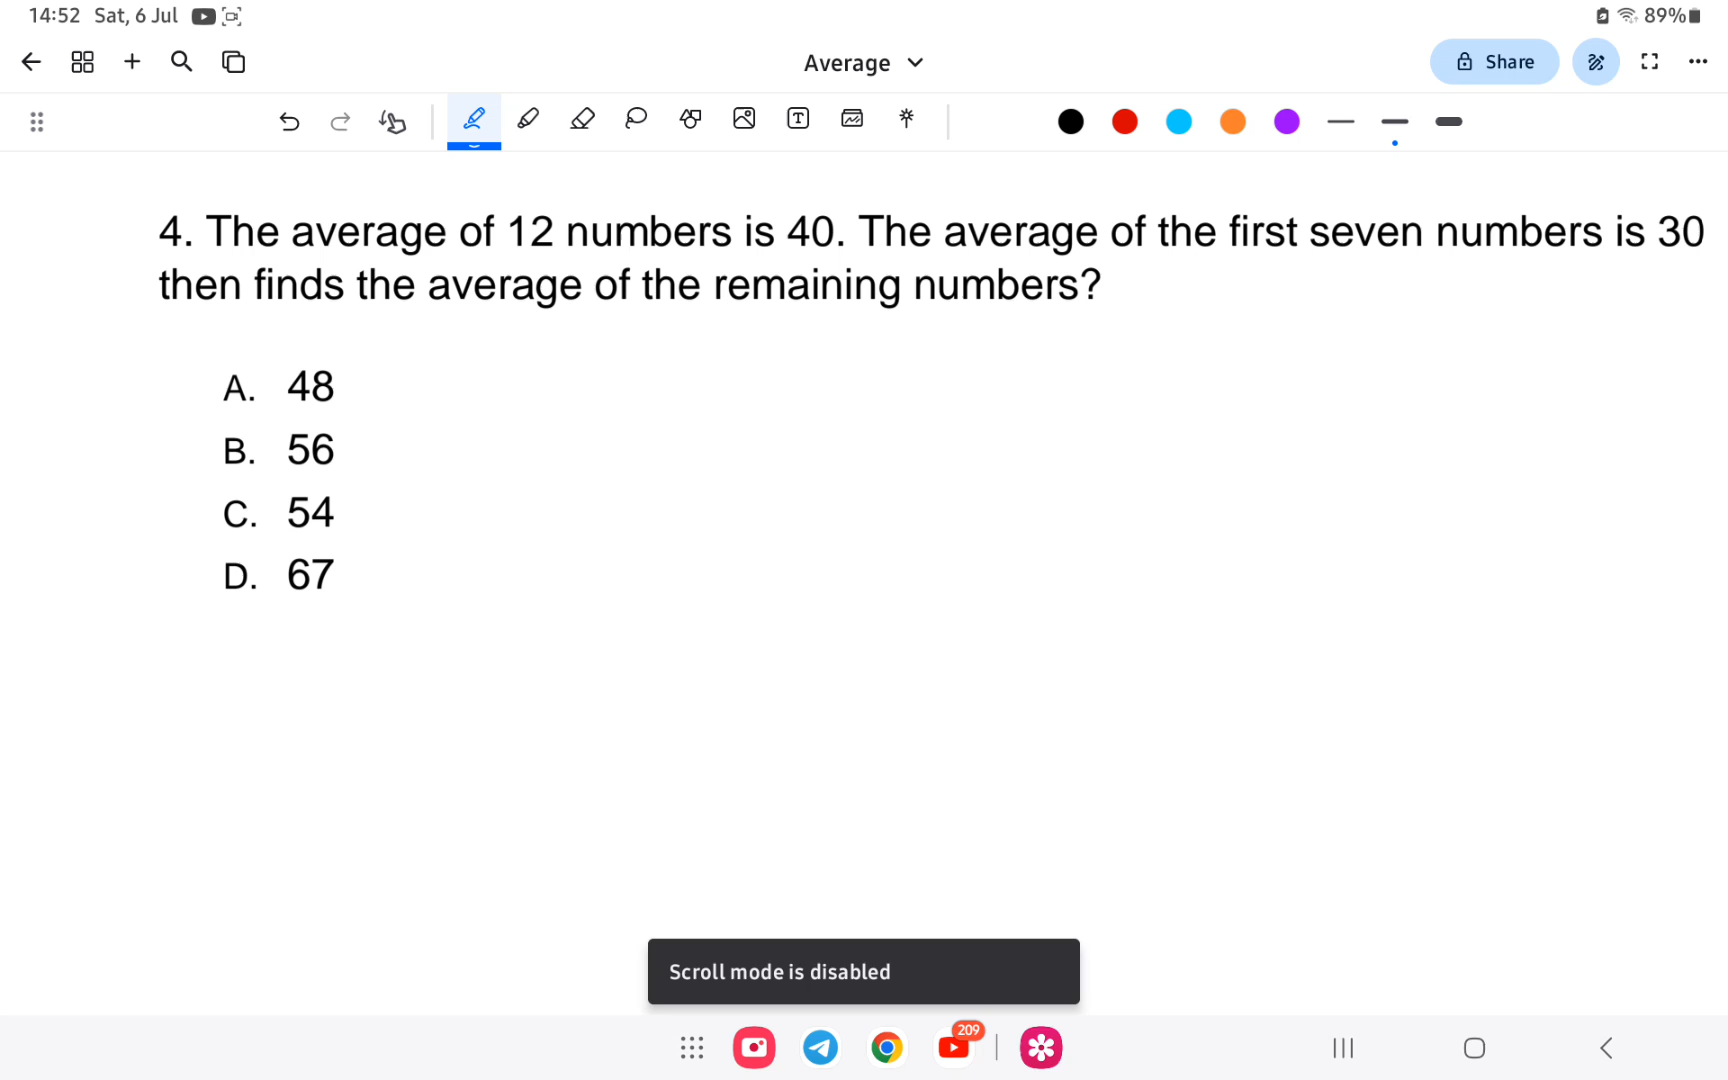 14:52 Sat, 6 Jul 89%
Average Share
4. The average of 12 numbers is 40. The average of the first seven numbers is 30
then finds the average of the remaining numbers?
A. 48
B. 56
C. 54
D. 67
Scroll mode is disabled
209